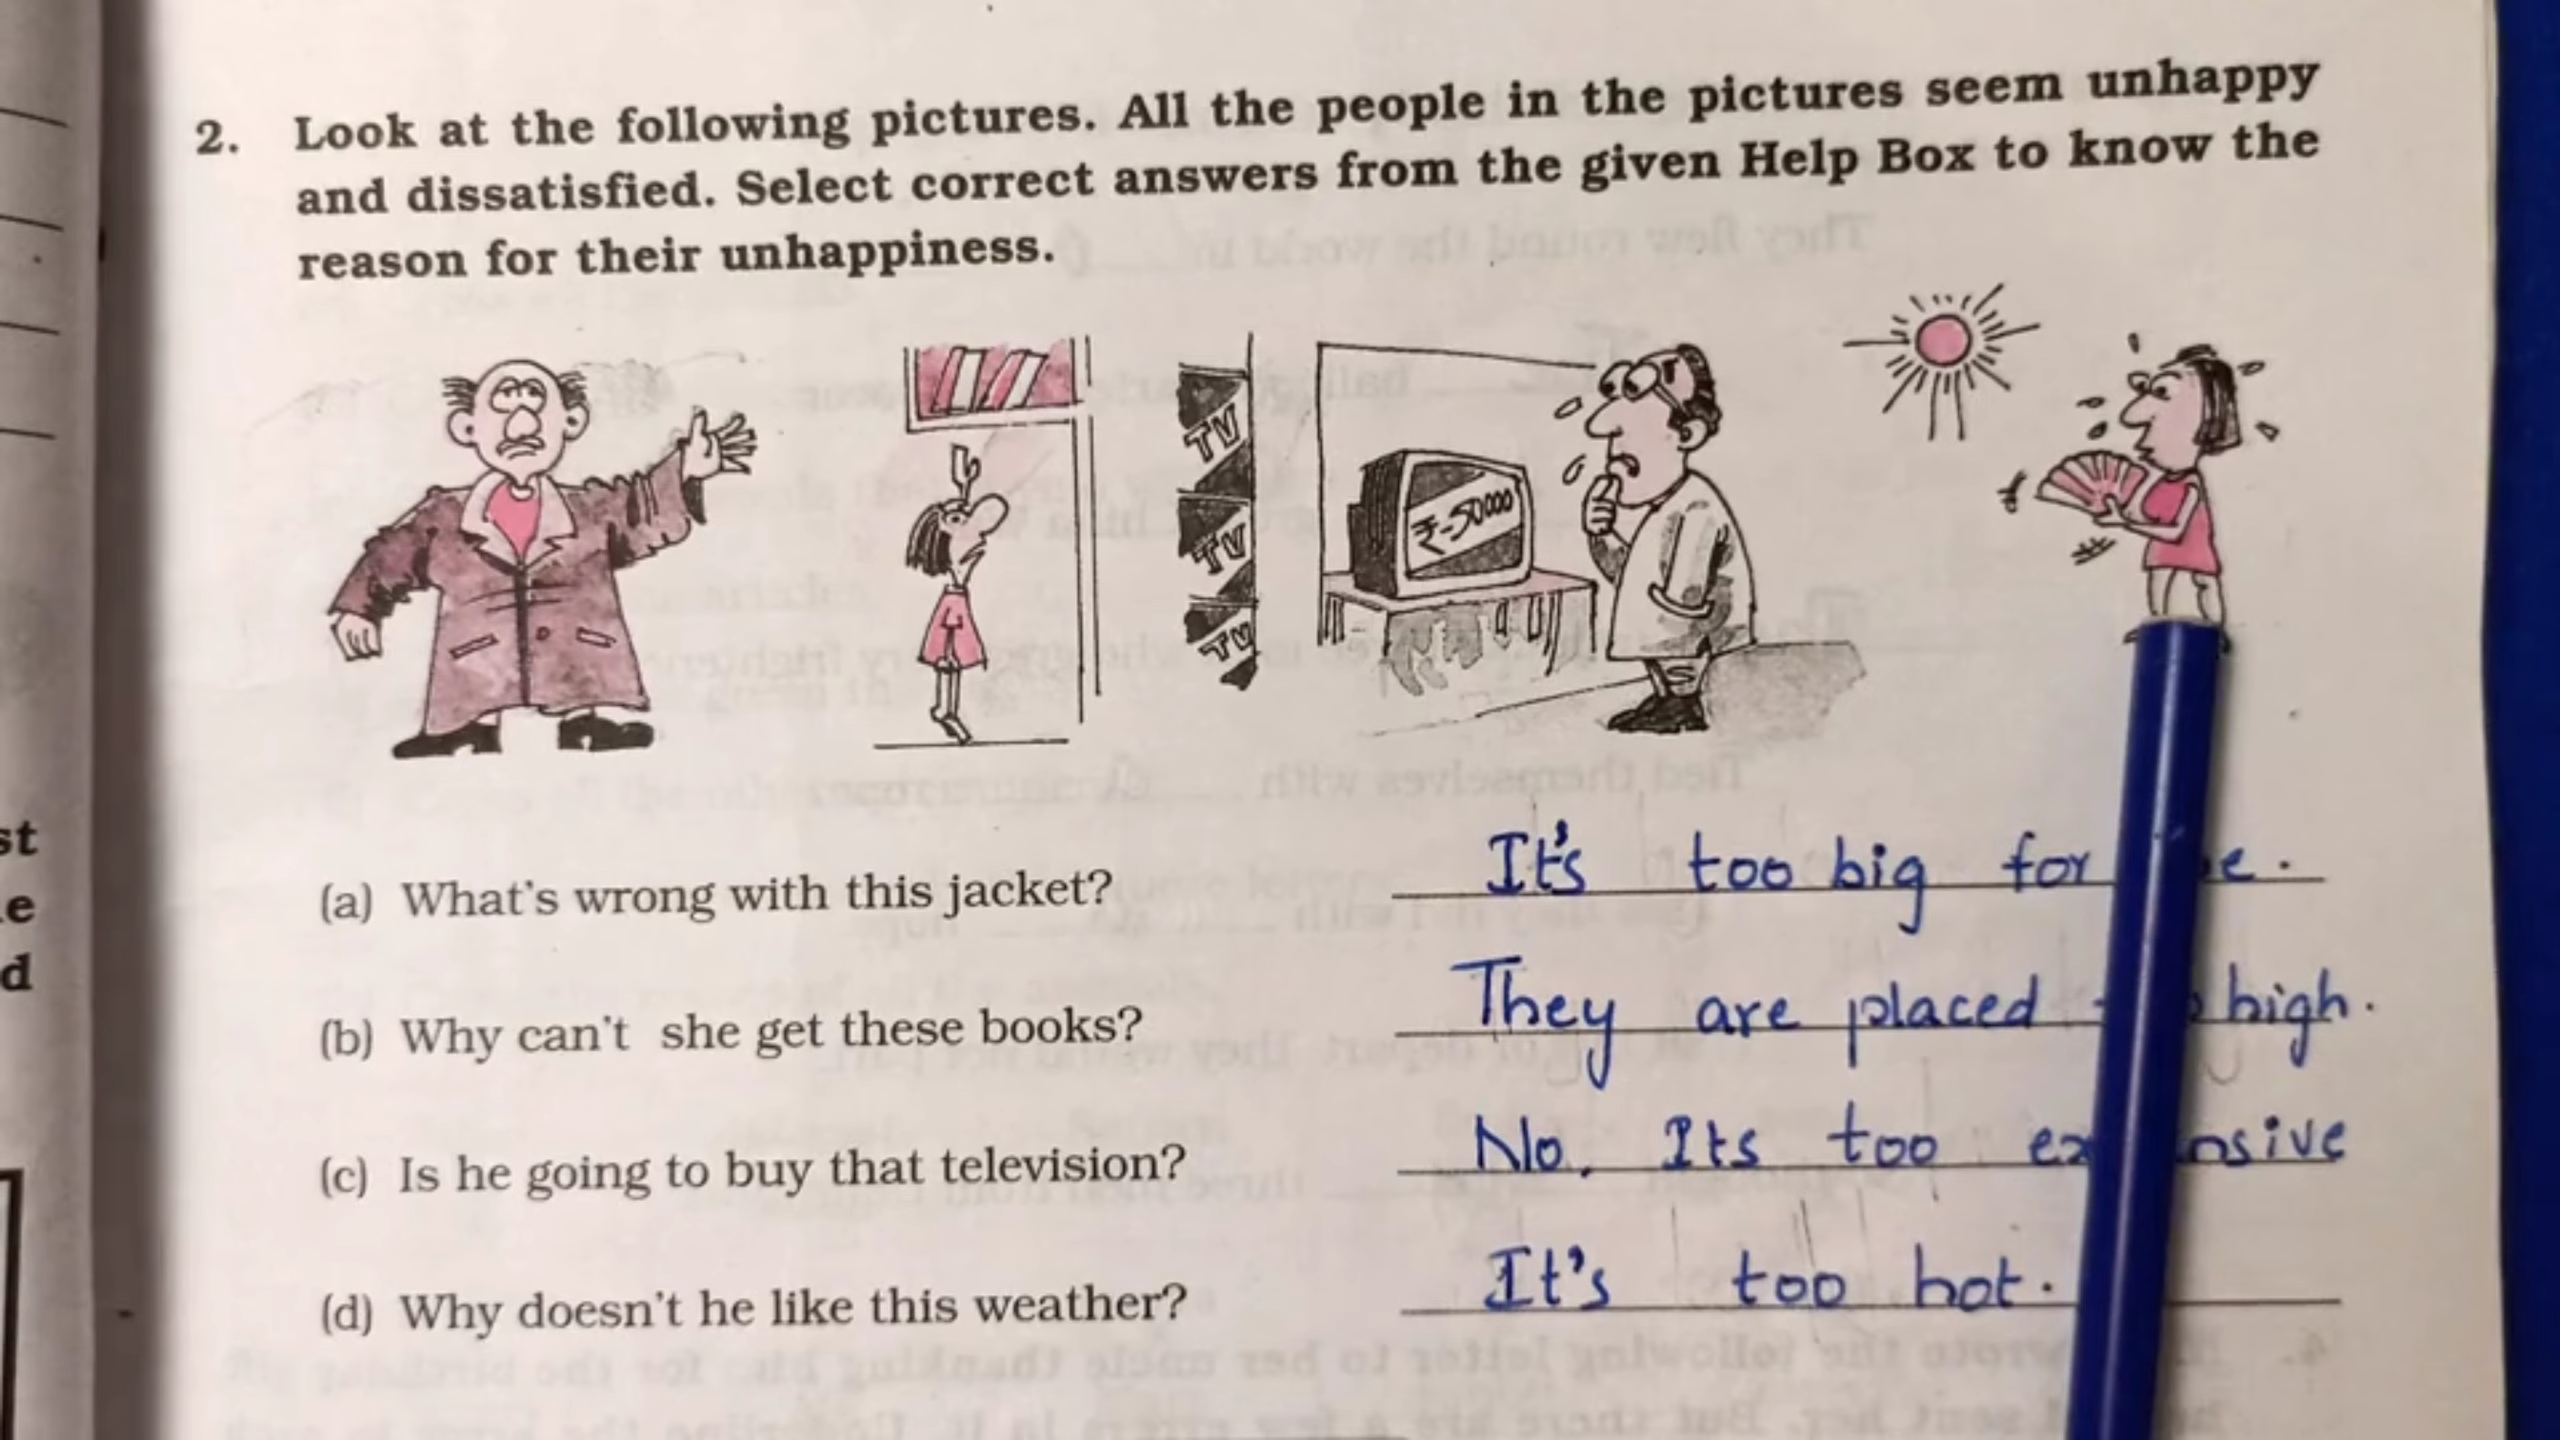 2. Look at the following pictures. All the people in the pictures seem unhappy
and dissatisfied. Select correct answers from the given Help Box to know the
reason for their unhappiness.
TV
TV
TV
₹-50000
(a) What's wrong with this jacket? It's too big for
(b) Why can't she get these books? They are placed high.
(c) Is he going to buy that television? No. Its too
(d) Why doesn't he like this weather? It's too hot.
st
e
d